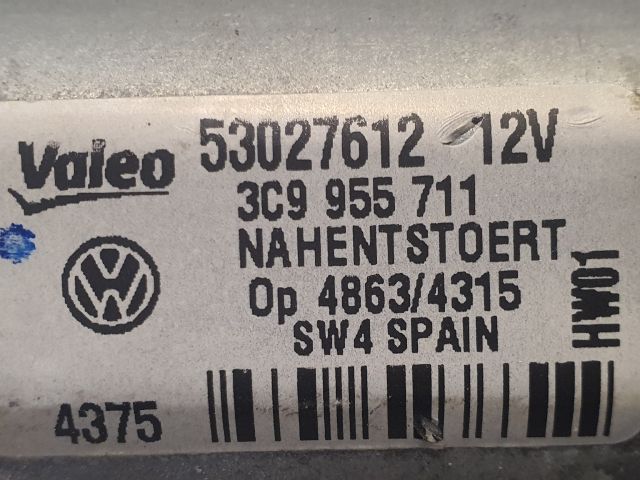 Valeo 53027612 12V
3C9 955 711
NAHENTSTOERT
Op 4863/4315
SW4 SPAIN
HW01
4375